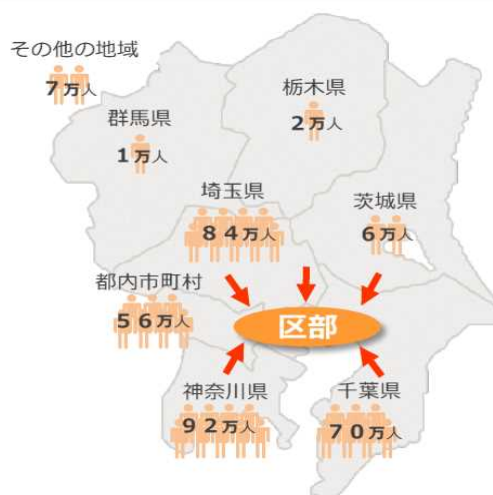 その他の地域
7万人
栃木県
2万人
群馬県
1万人
埼玉県
84万人
茨城県
6万人
都内市町村
56万人
区部
神奈川県
92万人
千葉県
70万人